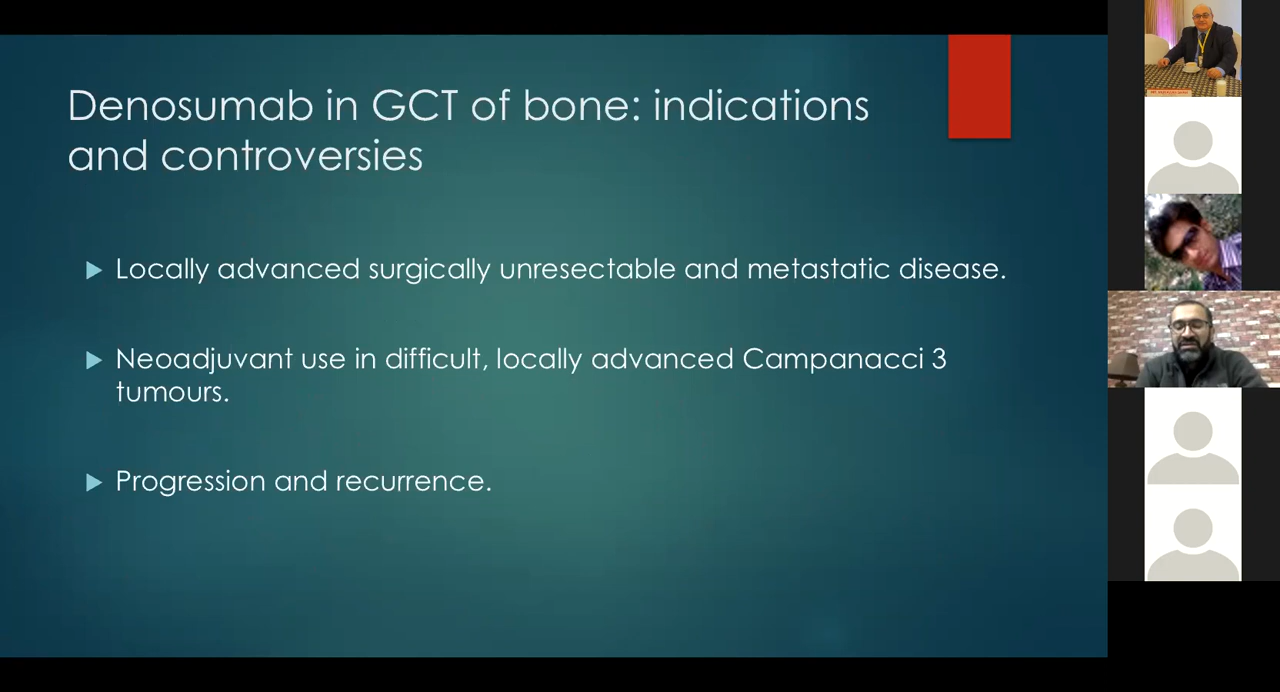 Denosumab in GCT of bone: indications
and controversies
Locally advanced surgically unresectable and metastatic disease.
Neoadjuvant use in difficult, locally advanced Campanacci 3
tumours.
Progression and recurrence.